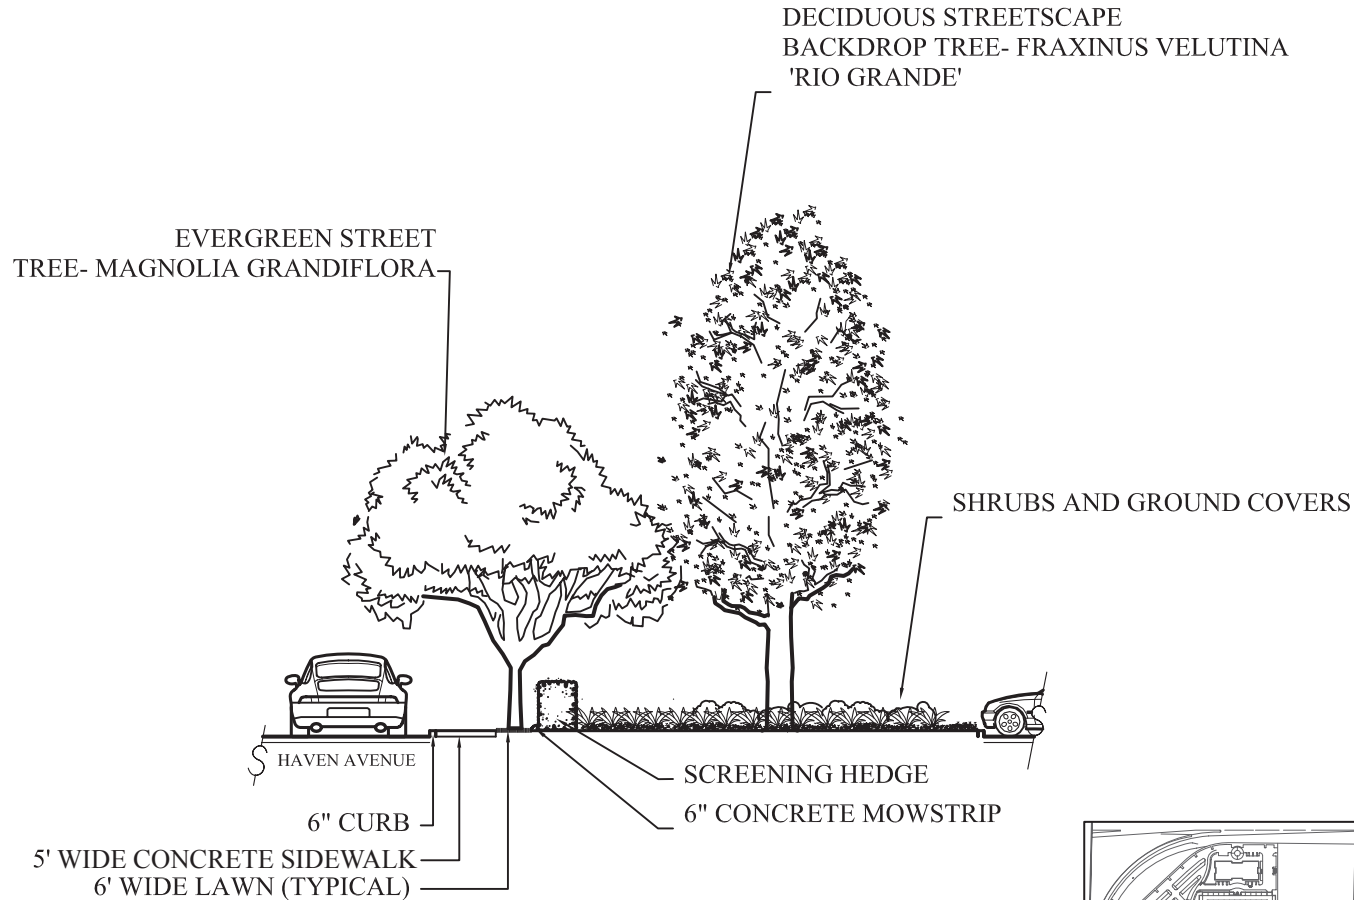 DECIDUOUS STREETSCAPE
BACKDROP TREE- FRAXINUS VELUTINA
'RIO GRANDE'
EVERGREEN STREET
TREE- MAGNOLIA GRANDIFLORA
SHRUBS AND GROUND COVERS
HAVEN AVENUE
SCREENING HEDGE
6" CONCRETE MOWSTRIP
6" CURB
5' WIDE CONCRETE SIDEWALK
6' WIDE LAWN (TYPICAL)